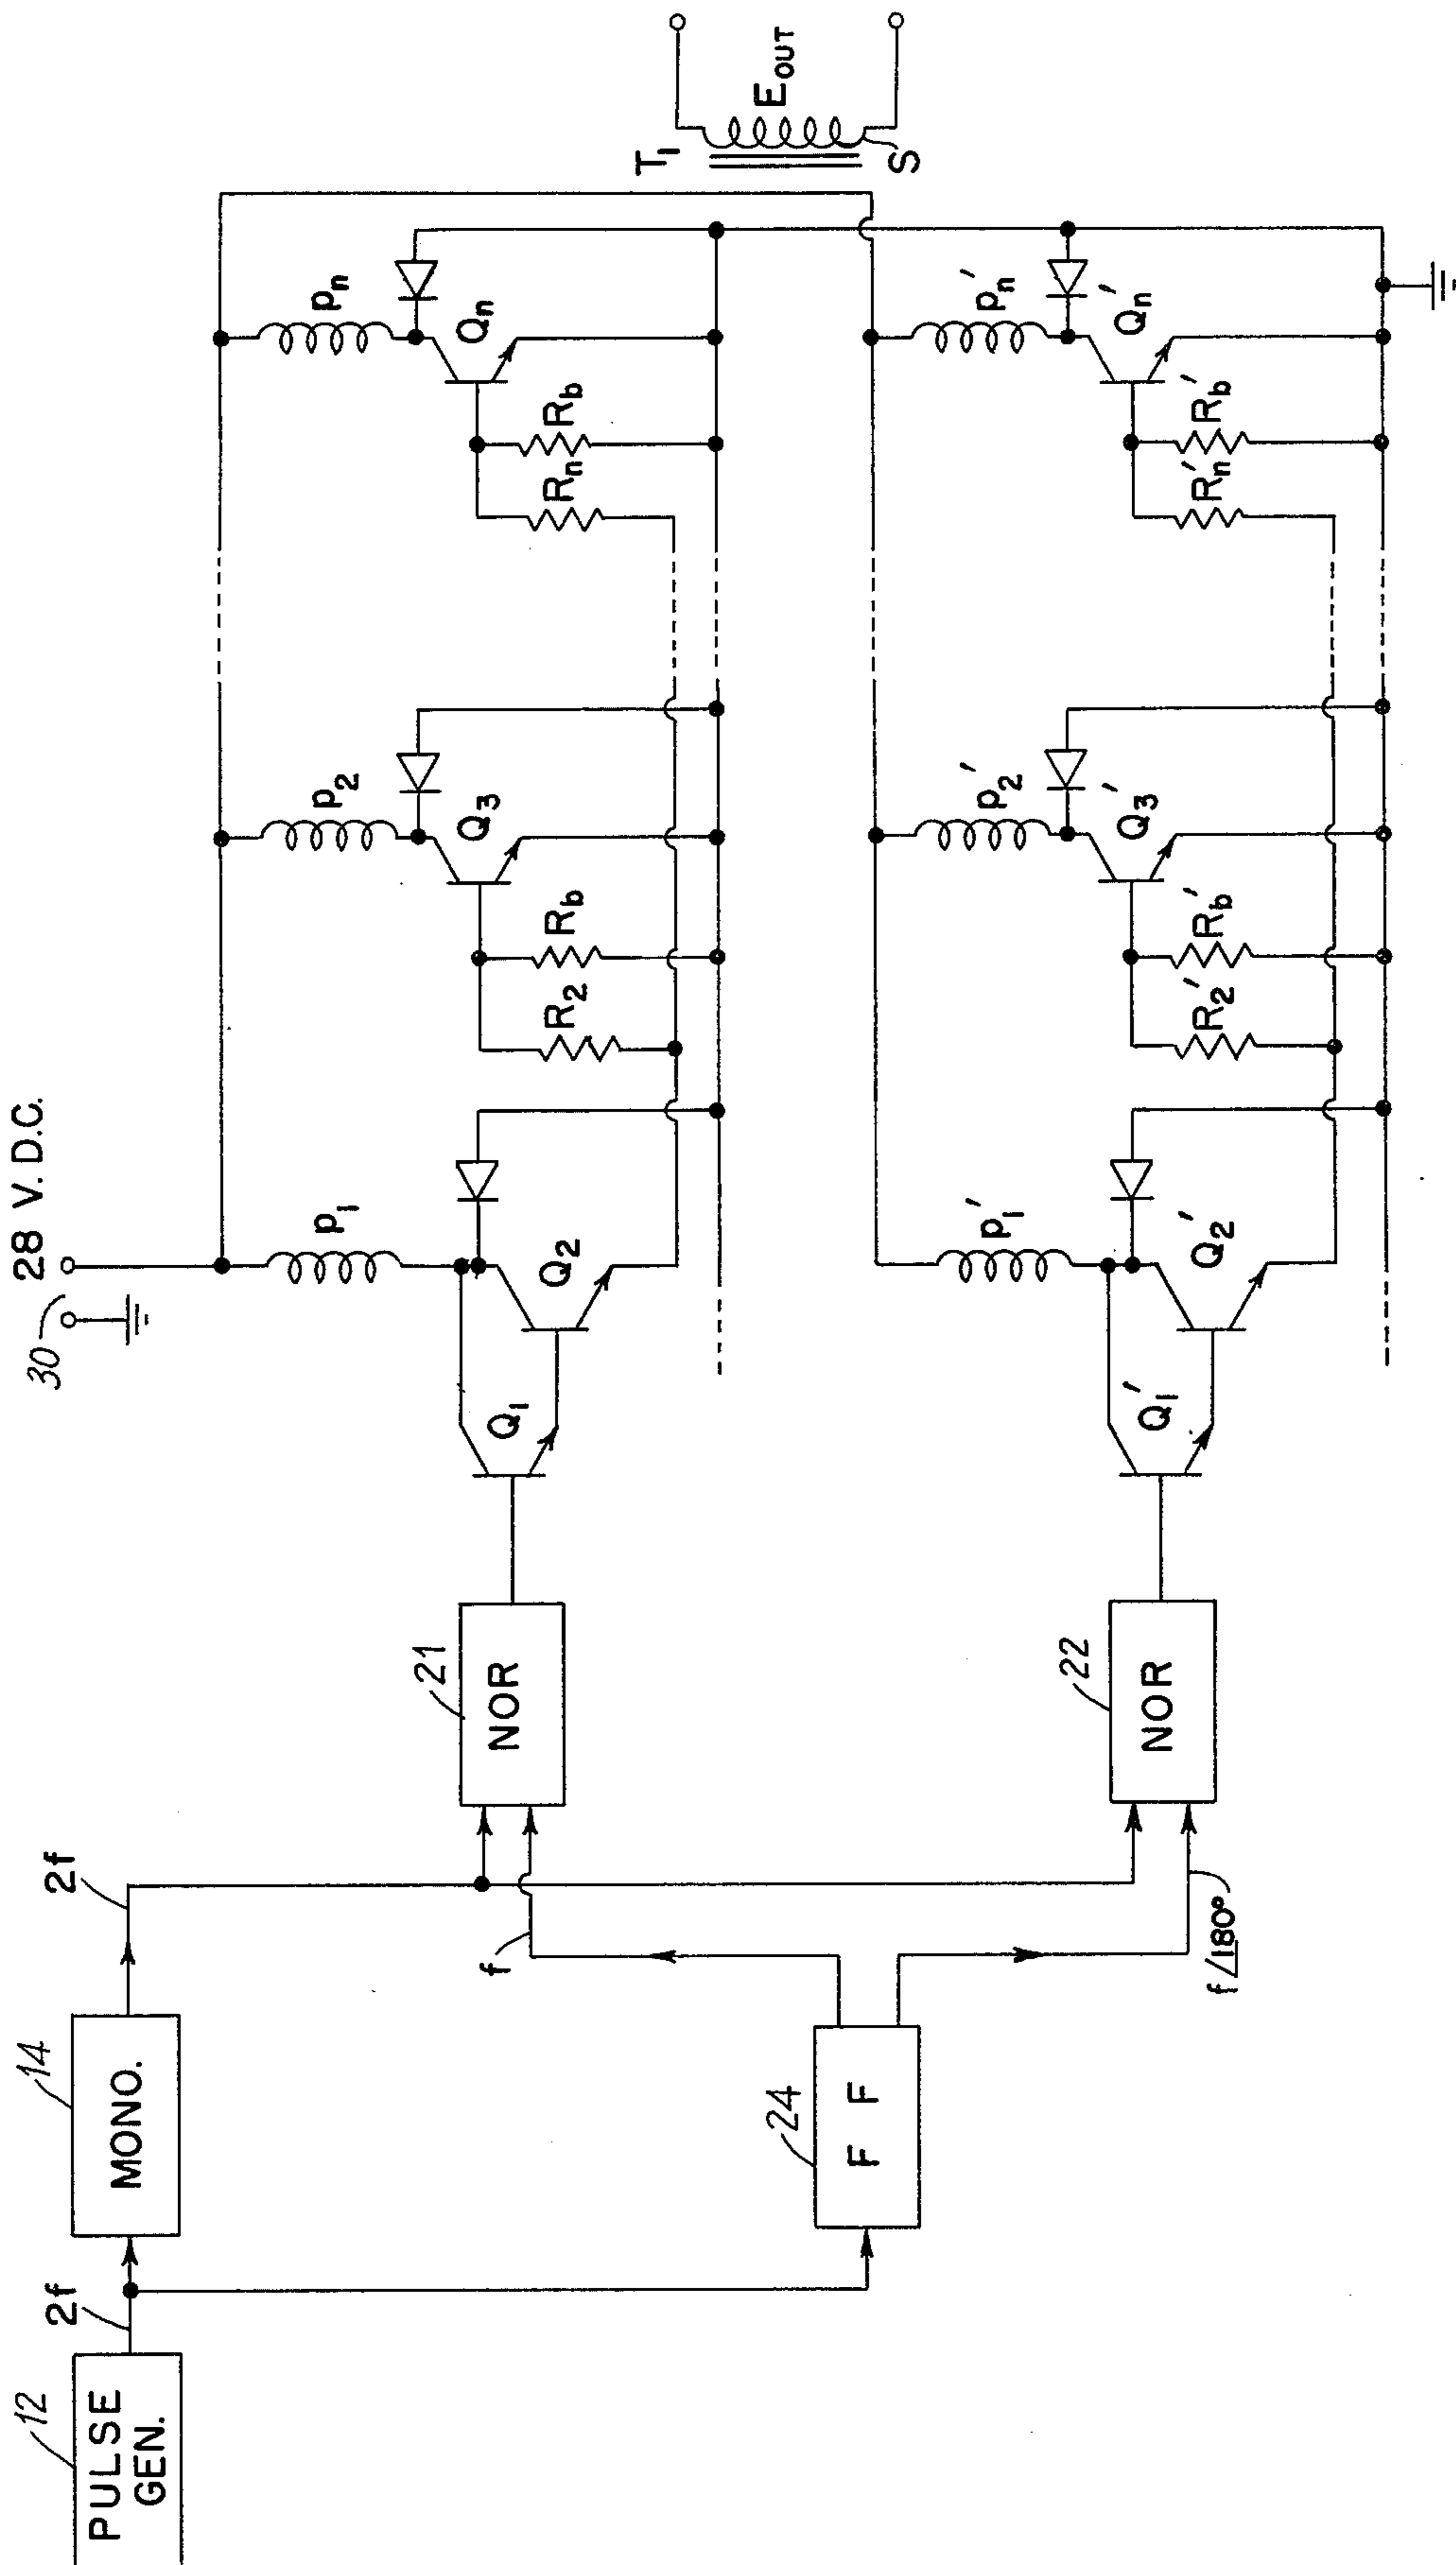 12
PULSE
GEN.
2f
14
MONO.
2f
24
F F
f
f/180°
21
NOR
22
NOR
30
28 V. D.C.
Q1
Q2
p1
R2
Rb
Q3
p2
Rn
Rb
Qn
pn
Q1'
Q2'
p1'
R2'
Rb'
Q3'
p2'
Rn'
Rb'
Qn'
pn'
T1
S
EOUT